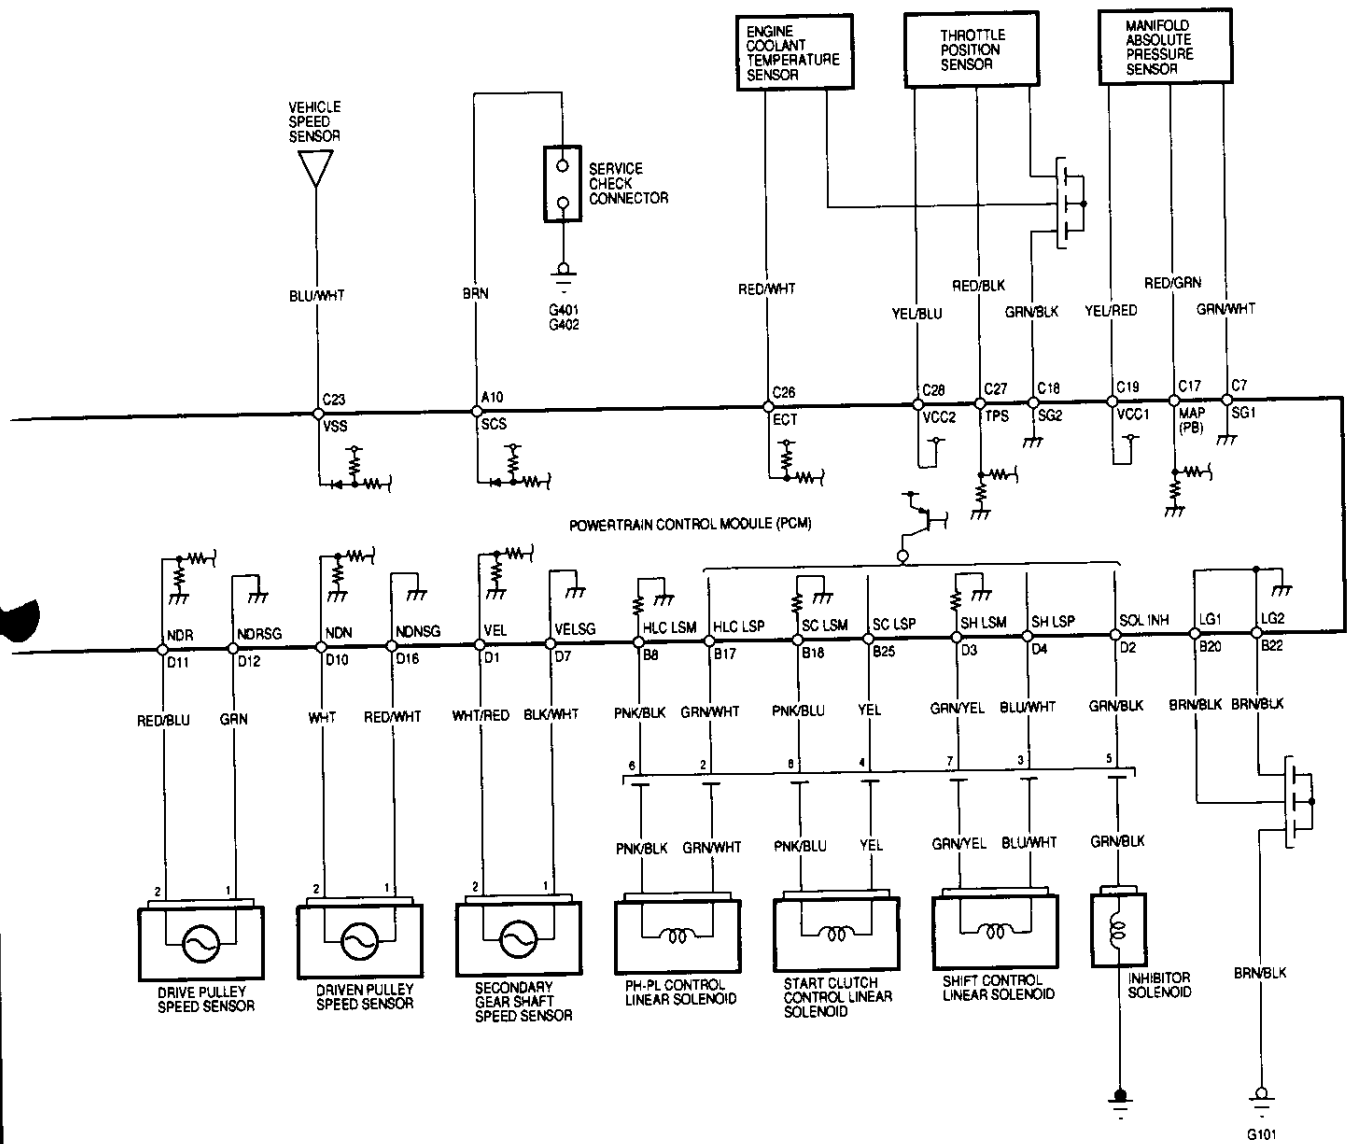 ENGINE
COOLANT
TEMPERATURE
SENSOR
THROTTLE
POSITION
SENSOR
MANIFOLD
ABSOLUTE
PRESSURE
SENSOR
VEHICLE
SPEED
SENSOR
SERVICE
CHECK
CONNECTOR
BLU/WHT
BRN
G401
G402
RED/WHT
YEL/BLU
RED/BLK
GRN/BLK
YEL/RED
RED/GRN
GRN/WHT
C23
A10
C26
C28
C27
C18
C19
C17
C7
VSS
SCS
ECT
VCC2
TPS
SG2
VCC1
MAP
(PB)
SG1
POWERTRAIN CONTROL MODULE (PCM)
NDR
NDRSG
NDN
NDNSG
VEL
VELSG
HLC LSM
HLC LSP
SC LSM
SC LSP
SH LSM
SH LSP
SOL INH
LG1
LG2
D11
D12
D10
D16
D1
D7
B8
B17
B18
B25
D3
D4
D2
B20
B22
RED/BLU
GRN
WHT
RED/WHT
WHT/RED
BLK/WHT
PNK/BLK
GRN/WHT
PNK/BLU
YEL
GRN/YEL
BLU/WHT
GRN/BLK
BRN/BLK
BRN/BLK
6
2
8
4
7
3
5
PNK/BLK
GRN/WHT
PNK/BLU
YEL
GRN/YEL
BLU/WHT
GRN/BLK
2
1
2
1
2
1
DRIVE PULLEY
SPEED SENSOR
DRIVEN PULLEY
SPEED SENSOR
SECONDARY
GEAR SHAFT
SPEED SENSOR
PH-PL CONTROL
LINEAR SOLENOID
START CLUTCH
CONTROL LINEAR
SOLENOID
SHIFT CONTROL
LINEAR SOLENOID
INHIBITOR
SOLENOID
BRN/BLK
G101